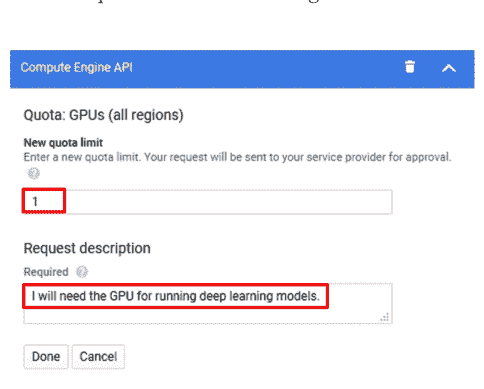 Compute Engine API
Quota: GPUs (all regions)
New quota limit
Enter a new quota limit. Your request will be sent to your service provider for approval.
1
Request description
Required
I will need the GPU for running deep learning models.
Done Cancel